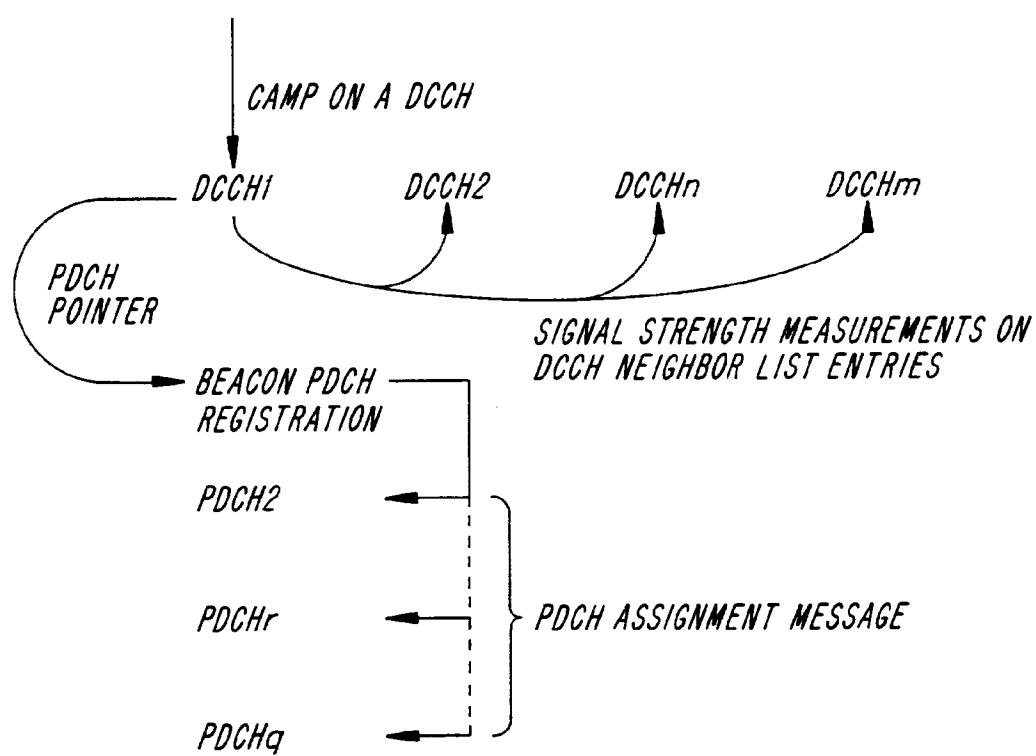 CAMP ON A DCCH
DCCH1
DCCH2
DCCHn
DCCHm
PDCH
POINTER
SIGNAL STRENGTH MEASUREMENTS ON
DCCH NEIGHBOR LIST ENTRIES
BEACON PDCH
REGISTRATION
PDCH2
PDCHr
PDCH ASSIGNMENT MESSAGE
PDCHq